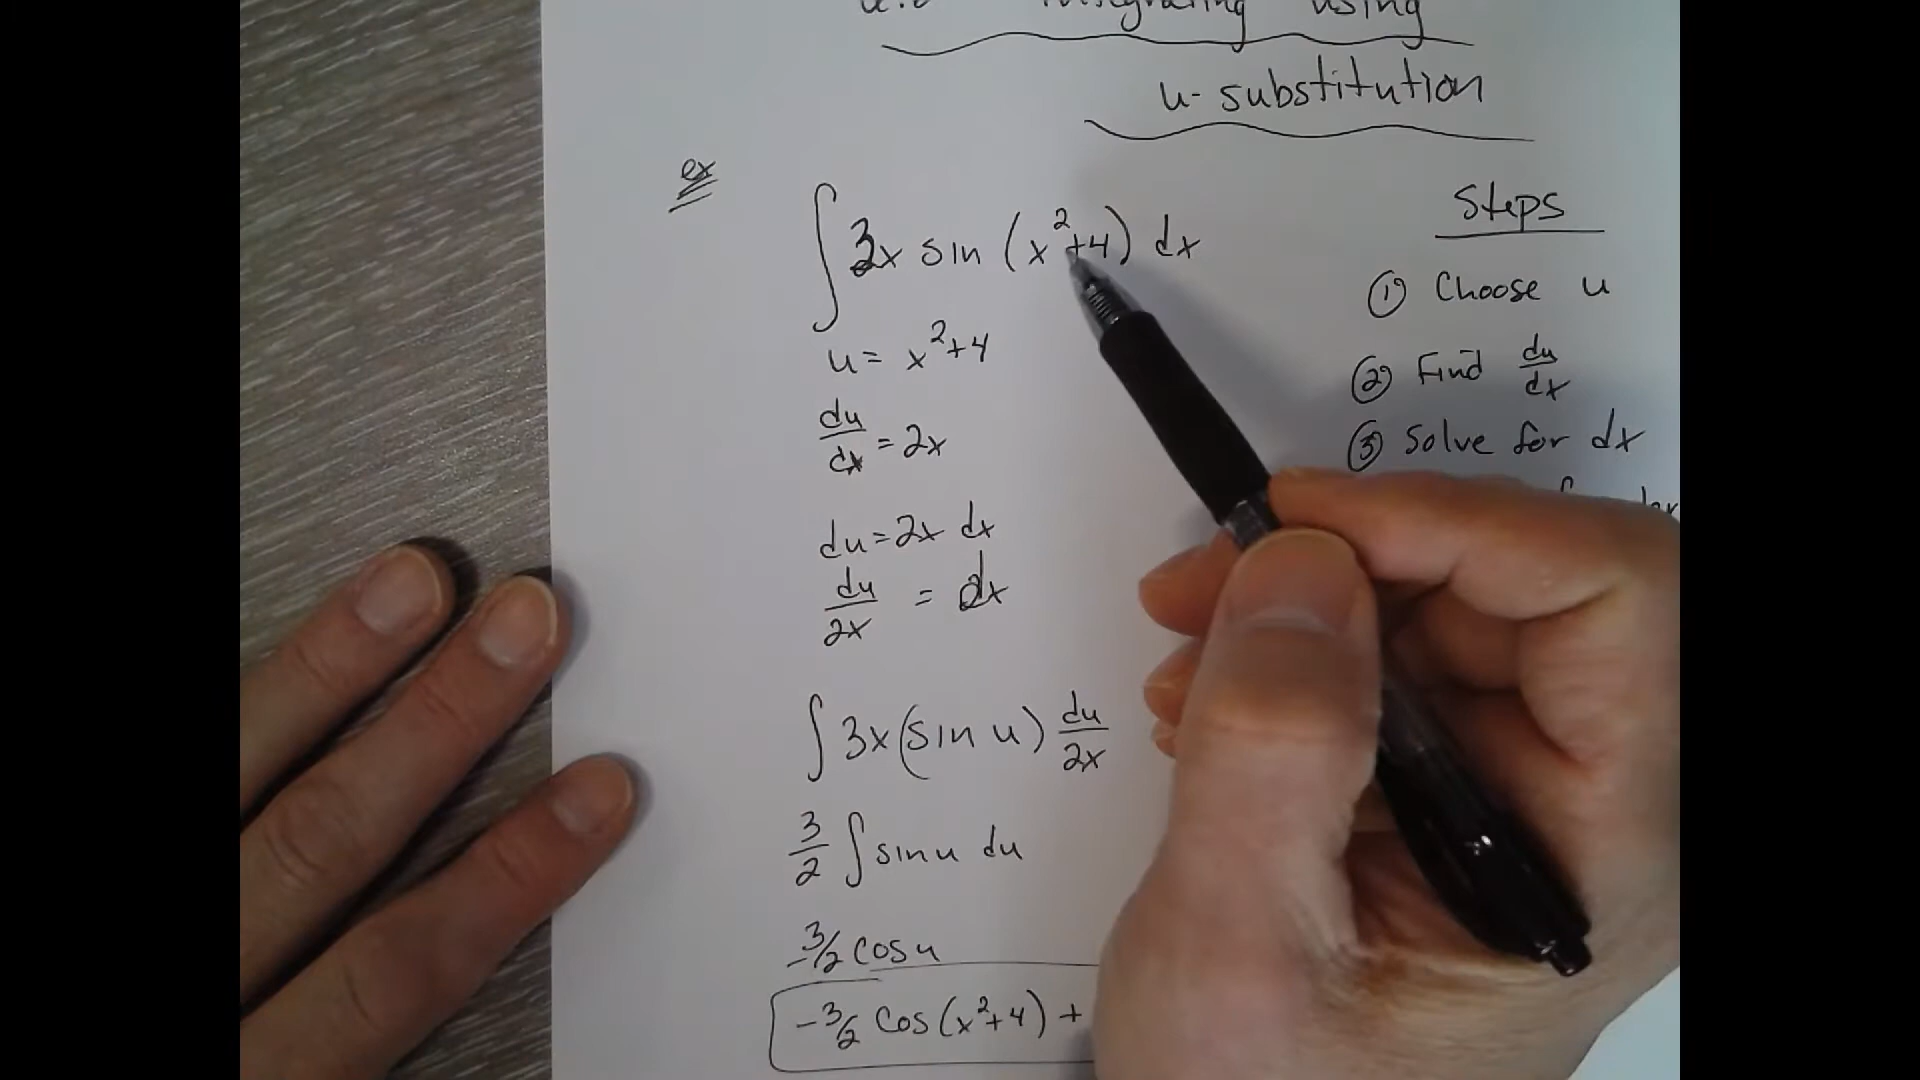 integrating using
u-substitution
ex
∫ 3x sin (x²+4) dx
u = x²+4
du/dx = 2x
du = 2x dx
du/2x = dx
∫ 3x (sin u) du/2x
3/2 ∫ sin u du
-3/2 cos u
-3/2 cos(x²+4) +
Steps
① Choose u
② Find du/dx
③ Solve for dx